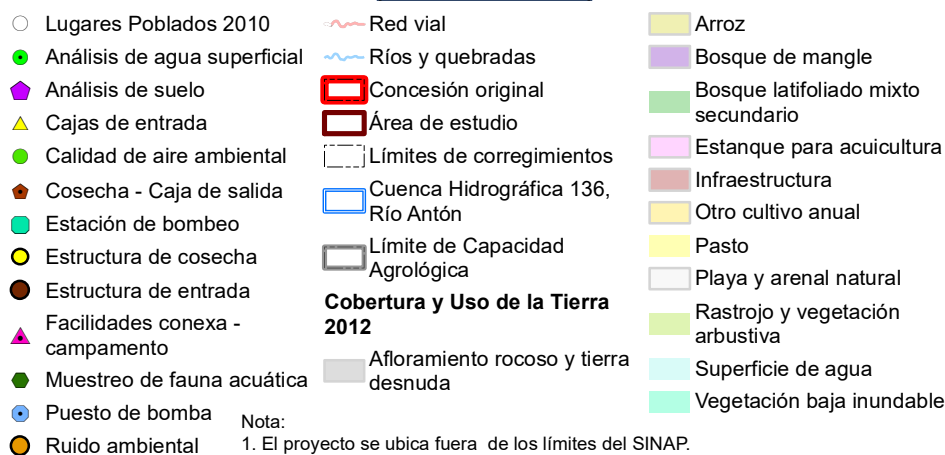 Lugares Poblados 2010
Análisis de agua superficial
Análisis de suelo
Cajas de entrada
Calidad de aire ambiental
Cosecha - Caja de salida
Estación de bombeo
Estructura de cosecha
Estructura de entrada
Facilidades conexa -
campamento
Muestreo de fauna acuática
Puesto de bomba
Ruido ambiental
Red vial
Ríos y quebradas
Concesión original
Área de estudio
Límites de corregimientos
Cuenca Hidrográfica 136,
Río Antón
Límite de Capacidad
Agrológica
Cobertura y Uso de la Tierra
2012
Afloramiento rocoso y tierra
desnuda
Arroz
Bosque de mangle
Bosque latifoliado mixto
secundario
Estanque para acuicultura
Infraestructura
Otro cultivo anual
Pasto
Playa y arenal natural
Rastrojo y vegetación
arbustiva
Superficie de agua
Vegetación baja inundable
Nota:
1. El proyecto se ubica fuera de los límites del SINAP.